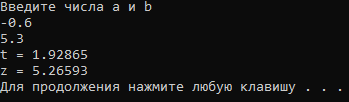 Введите числа a и b
-0.6
5.3
t = 1.92865
z = 5.26593
Для продолжения нажмите любую клавишу . . .